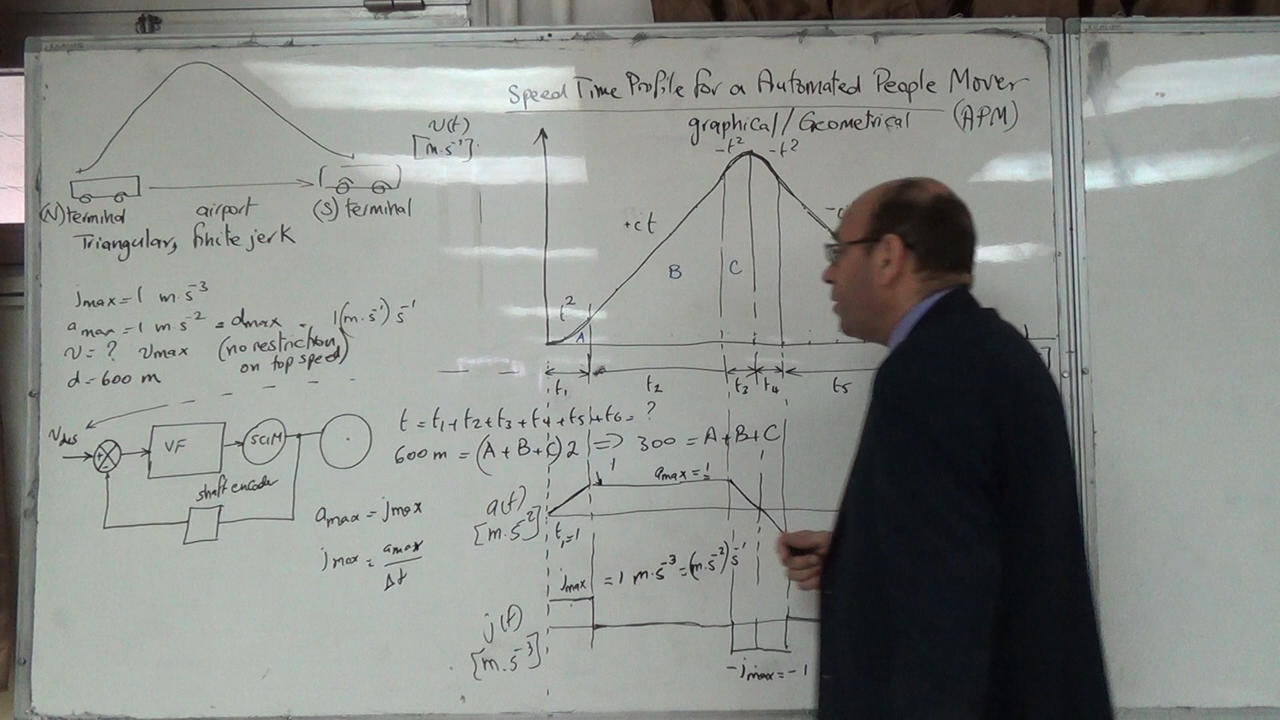 Speed Time Profile for a Automated People Mover
graphical/Geometrical (APM)
v(t)
[m.s⁻¹]
(N) terminal airport (S) terminal
Triangular, finite jerk
jmax = 1 m.s⁻³
amax = 1 m.s⁻² = dmax 1(m.s⁻¹) s⁻¹
v = ? vmax (no restriction
on top speed)
d = 600 m
-t² -t²
+ct
B C
t²
A
t₁ t₂ t₃ t₄ t₅
t = t₁+t₂+t₃+t₄+t₅+t₆ = ?
600 m = (A+B+C)2 => 300 = A+B+C
Vdes
+
-
VF
SCIM
shaft encoder
amax = jmax
jmax = amax
Δt
a(t)
[m.s⁻²]
1
amax = 1
t₁=1
jmax = 1 m.s⁻³ = (m.s⁻²) s⁻¹
j(t)
[m.s⁻³]
-jmax = -1